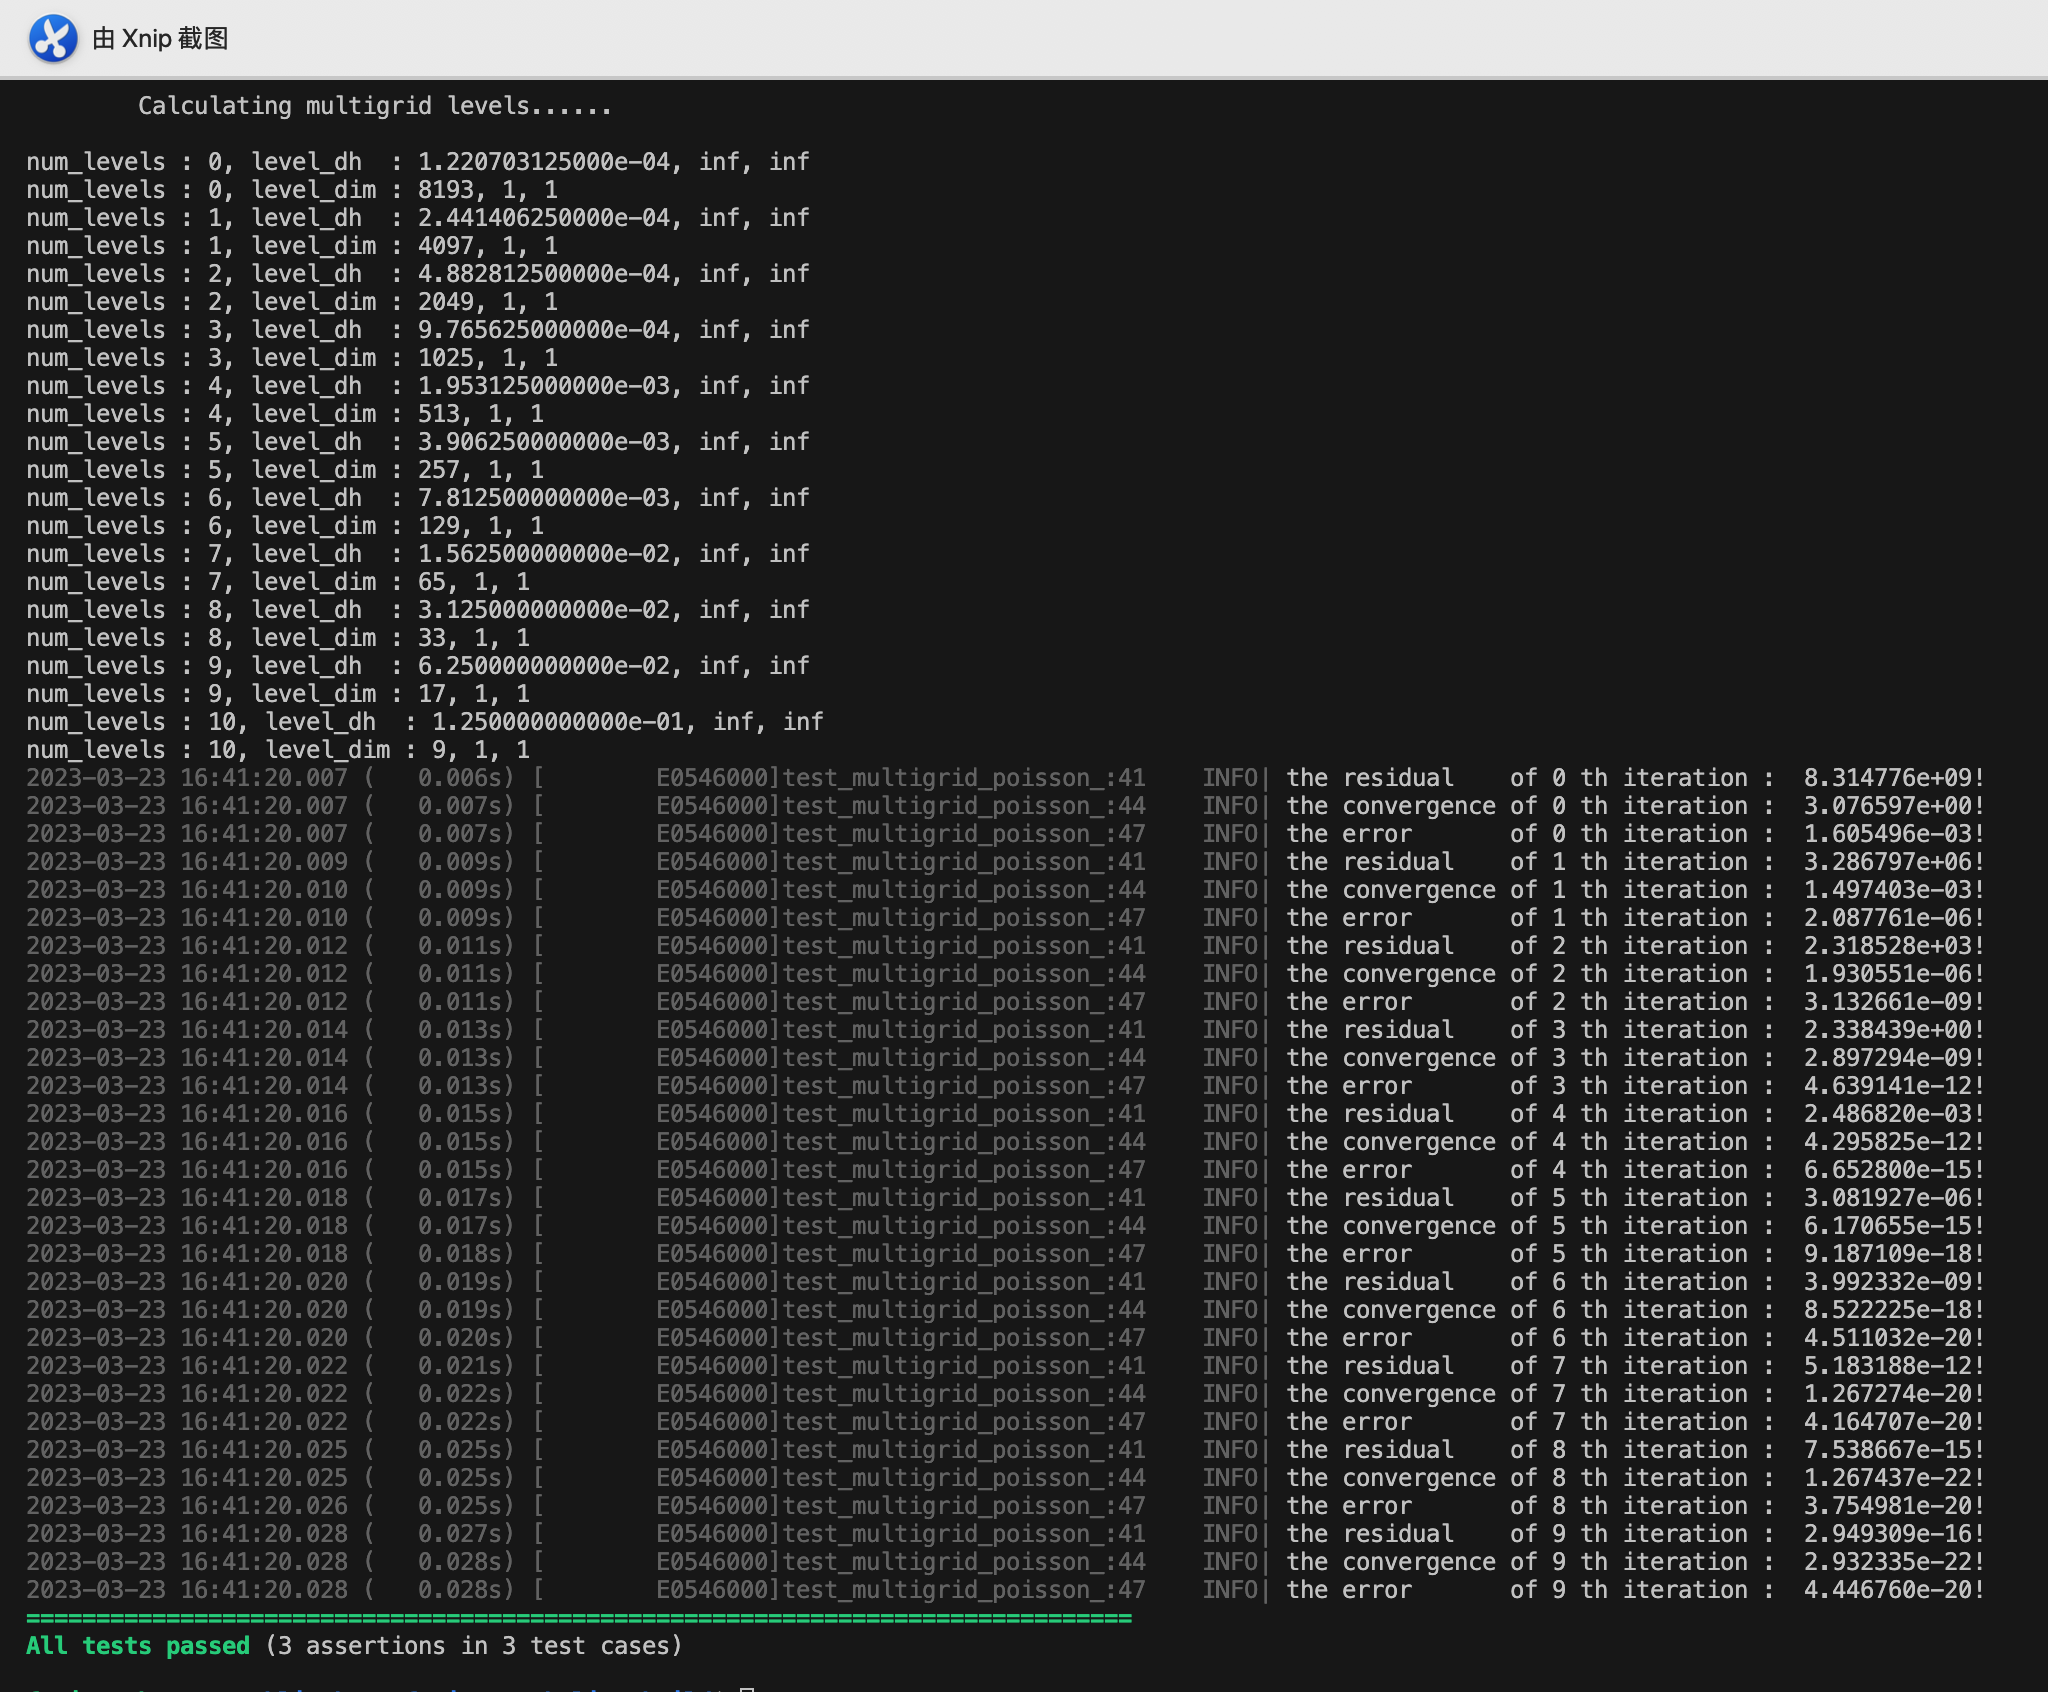 由 Xnip 截图
Calculating multigrid levels......
num_levels : 0, level_dh  : 1.220703125000e-04, inf, inf
num_levels : 0, level_dim : 8193, 1, 1
num_levels : 1, level_dh  : 2.441406250000e-04, inf, inf
num_levels : 1, level_dim : 4097, 1, 1
num_levels : 2, level_dh  : 4.882812500000e-04, inf, inf
num_levels : 2, level_dim : 2049, 1, 1
num_levels : 3, level_dh  : 9.765625000000e-04, inf, inf
num_levels : 3, level_dim : 1025, 1, 1
num_levels : 4, level_dh  : 1.953125000000e-03, inf, inf
num_levels : 4, level_dim : 513, 1, 1
num_levels : 5, level_dh  : 3.906250000000e-03, inf, inf
num_levels : 5, level_dim : 257, 1, 1
num_levels : 6, level_dh  : 7.812500000000e-03, inf, inf
num_levels : 6, level_dim : 129, 1, 1
num_levels : 7, level_dh  : 1.562500000000e-02, inf, inf
num_levels : 7, level_dim : 65, 1, 1
num_levels : 8, level_dh  : 3.125000000000e-02, inf, inf
num_levels : 8, level_dim : 33, 1, 1
num_levels : 9, level_dh  : 6.250000000000e-02, inf, inf
num_levels : 9, level_dim : 17, 1, 1
num_levels : 10, level_dh  : 1.250000000000e-01, inf, inf
num_levels : 10, level_dim : 9, 1, 1
2023-03-23 16:41:20.007 (   0.006s) [        E0546000]test_multigrid_poisson_:41    INFO| the residual    of 0 th iteration :  8.314776e+09!
2023-03-23 16:41:20.007 (   0.007s) [        E0546000]test_multigrid_poisson_:44    INFO| the convergence of 0 th iteration :  3.076597e+00!
2023-03-23 16:41:20.007 (   0.007s) [        E0546000]test_multigrid_poisson_:47    INFO| the error       of 0 th iteration :  1.605496e-03!
2023-03-23 16:41:20.009 (   0.009s) [        E0546000]test_multigrid_poisson_:41    INFO| the residual    of 1 th iteration :  3.286797e+06!
2023-03-23 16:41:20.010 (   0.009s) [        E0546000]test_multigrid_poisson_:44    INFO| the convergence of 1 th iteration :  1.497403e-03!
2023-03-23 16:41:20.010 (   0.009s) [        E0546000]test_multigrid_poisson_:47    INFO| the error       of 1 th iteration :  2.087761e-06!
2023-03-23 16:41:20.012 (   0.011s) [        E0546000]test_multigrid_poisson_:41    INFO| the residual    of 2 th iteration :  2.318528e+03!
2023-03-23 16:41:20.012 (   0.011s) [        E0546000]test_multigrid_poisson_:44    INFO| the convergence of 2 th iteration :  1.930551e-06!
2023-03-23 16:41:20.012 (   0.011s) [        E0546000]test_multigrid_poisson_:47    INFO| the error       of 2 th iteration :  3.132661e-09!
2023-03-23 16:41:20.014 (   0.013s) [        E0546000]test_multigrid_poisson_:41    INFO| the residual    of 3 th iteration :  2.338439e+00!
2023-03-23 16:41:20.014 (   0.013s) [        E0546000]test_multigrid_poisson_:44    INFO| the convergence of 3 th iteration :  2.897294e-09!
2023-03-23 16:41:20.014 (   0.013s) [        E0546000]test_multigrid_poisson_:47    INFO| the error       of 3 th iteration :  4.639141e-12!
2023-03-23 16:41:20.016 (   0.015s) [        E0546000]test_multigrid_poisson_:41    INFO| the residual    of 4 th iteration :  2.486820e-03!
2023-03-23 16:41:20.016 (   0.015s) [        E0546000]test_multigrid_poisson_:44    INFO| the convergence of 4 th iteration :  4.295825e-12!
2023-03-23 16:41:20.016 (   0.015s) [        E0546000]test_multigrid_poisson_:47    INFO| the error       of 4 th iteration :  6.652800e-15!
2023-03-23 16:41:20.018 (   0.017s) [        E0546000]test_multigrid_poisson_:41    INFO| the residual    of 5 th iteration :  3.081927e-06!
2023-03-23 16:41:20.018 (   0.017s) [        E0546000]test_multigrid_poisson_:44    INFO| the convergence of 5 th iteration :  6.170655e-15!
2023-03-23 16:41:20.018 (   0.018s) [        E0546000]test_multigrid_poisson_:47    INFO| the error       of 5 th iteration :  9.187109e-18!
2023-03-23 16:41:20.020 (   0.019s) [        E0546000]test_multigrid_poisson_:41    INFO| the residual    of 6 th iteration :  3.992332e-09!
2023-03-23 16:41:20.020 (   0.019s) [        E0546000]test_multigrid_poisson_:44    INFO| the convergence of 6 th iteration :  8.522225e-18!
2023-03-23 16:41:20.020 (   0.020s) [        E0546000]test_multigrid_poisson_:47    INFO| the error       of 6 th iteration :  4.511032e-20!
2023-03-23 16:41:20.022 (   0.021s) [        E0546000]test_multigrid_poisson_:41    INFO| the residual    of 7 th iteration :  5.183188e-12!
2023-03-23 16:41:20.022 (   0.022s) [        E0546000]test_multigrid_poisson_:44    INFO| the convergence of 7 th iteration :  1.267274e-20!
2023-03-23 16:41:20.022 (   0.022s) [        E0546000]test_multigrid_poisson_:47    INFO| the error       of 7 th iteration :  4.164707e-20!
2023-03-23 16:41:20.025 (   0.025s) [        E0546000]test_multigrid_poisson_:41    INFO| the residual    of 8 th iteration :  7.538667e-15!
2023-03-23 16:41:20.025 (   0.025s) [        E0546000]test_multigrid_poisson_:44    INFO| the convergence of 8 th iteration :  1.267437e-22!
2023-03-23 16:41:20.026 (   0.025s) [        E0546000]test_multigrid_poisson_:47    INFO| the error       of 8 th iteration :  3.754981e-20!
2023-03-23 16:41:20.028 (   0.027s) [        E0546000]test_multigrid_poisson_:41    INFO| the residual    of 9 th iteration :  2.949309e-16!
2023-03-23 16:41:20.028 (   0.028s) [        E0546000]test_multigrid_poisson_:44    INFO| the convergence of 9 th iteration :  2.932335e-22!
2023-03-23 16:41:20.028 (   0.028s) [        E0546000]test_multigrid_poisson_:47    INFO| the error       of 9 th iteration :  4.446760e-20!
===============================================================================
All tests passed (3 assertions in 3 test cases)